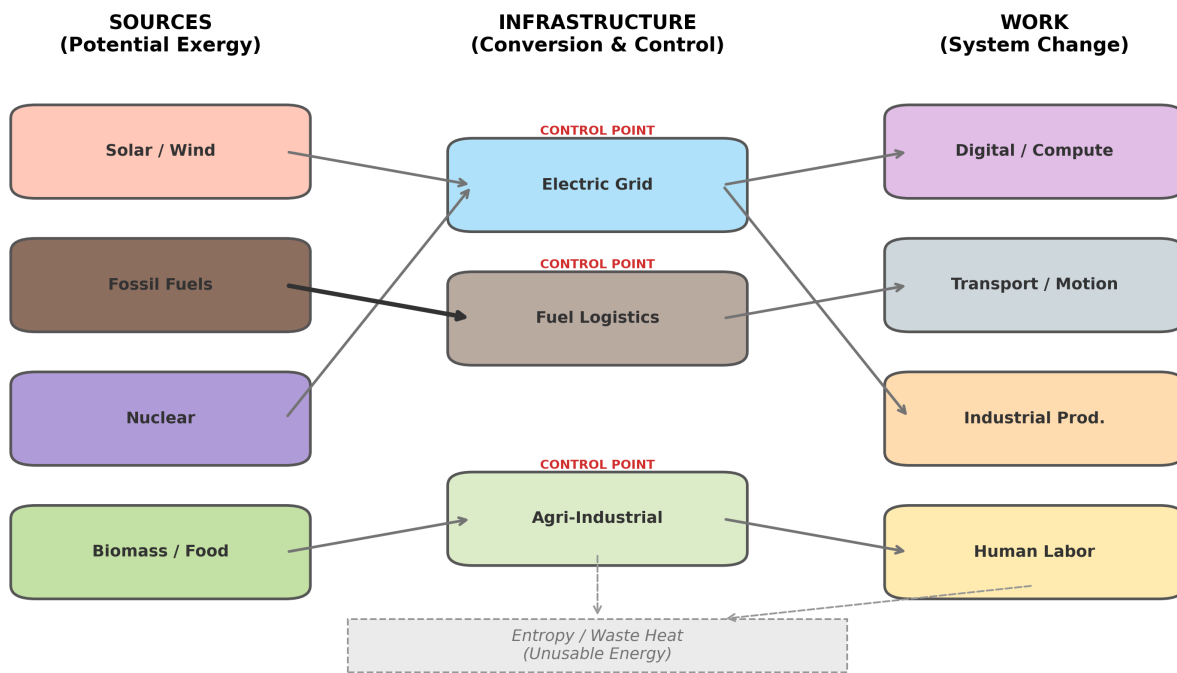 SOURCES
(Potential Exergy)
INFRASTRUCTURE
(Conversion & Control)
WORK
(System Change)
Solar / Wind
CONTROL POINT
Electric Grid
Digital / Compute
Fossil Fuels
CONTROL POINT
Fuel Logistics
Transport / Motion
Nuclear
Industrial Prod.
CONTROL POINT
Agri-Industrial
Biomass / Food
Human Labor
Entropy / Waste Heat
(Unusable Energy)